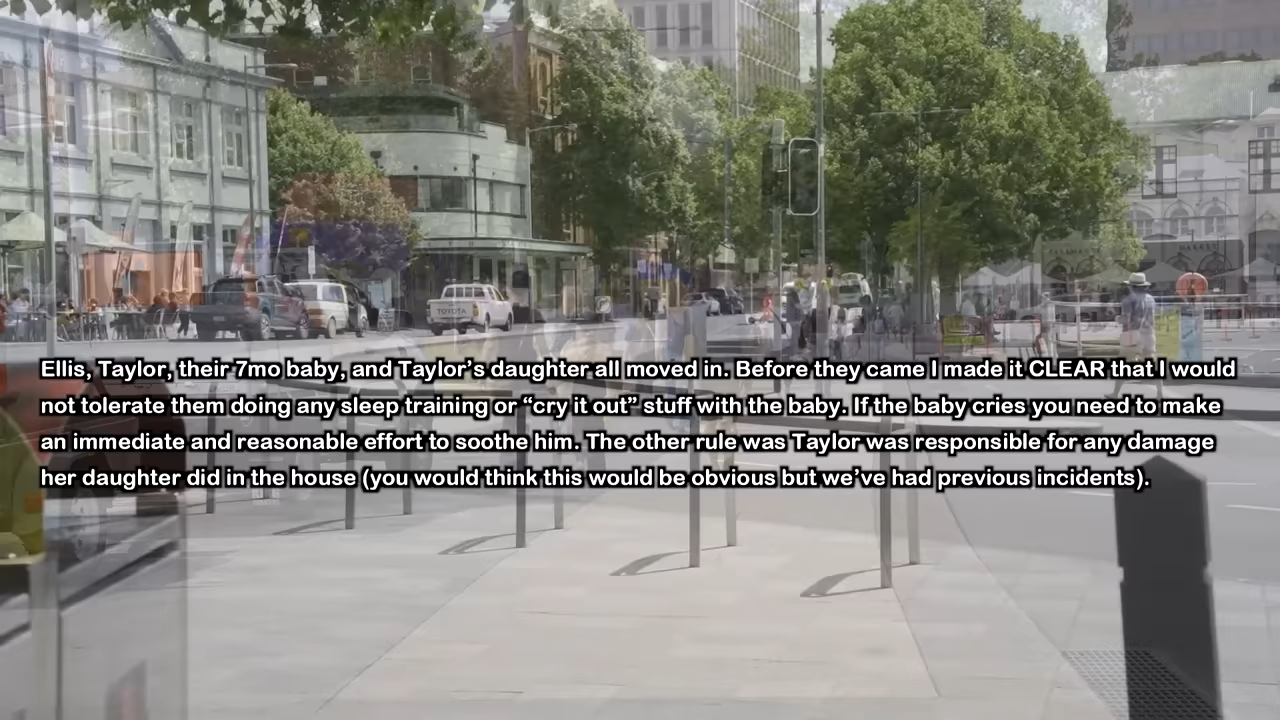 TOYOTA
Ellis, Taylor, their 7mo baby, and Taylor’s daughter all moved in. Before they came I made it CLEAR that I would
not tolerate them doing any sleep training or “cry it out” stuff with the baby. If the baby cries you need to make
an immediate and reasonable effort to soothe him. The other rule was Taylor was responsible for any damage
her daughter did in the house (you would think this would be obvious but we’ve had previous incidents).